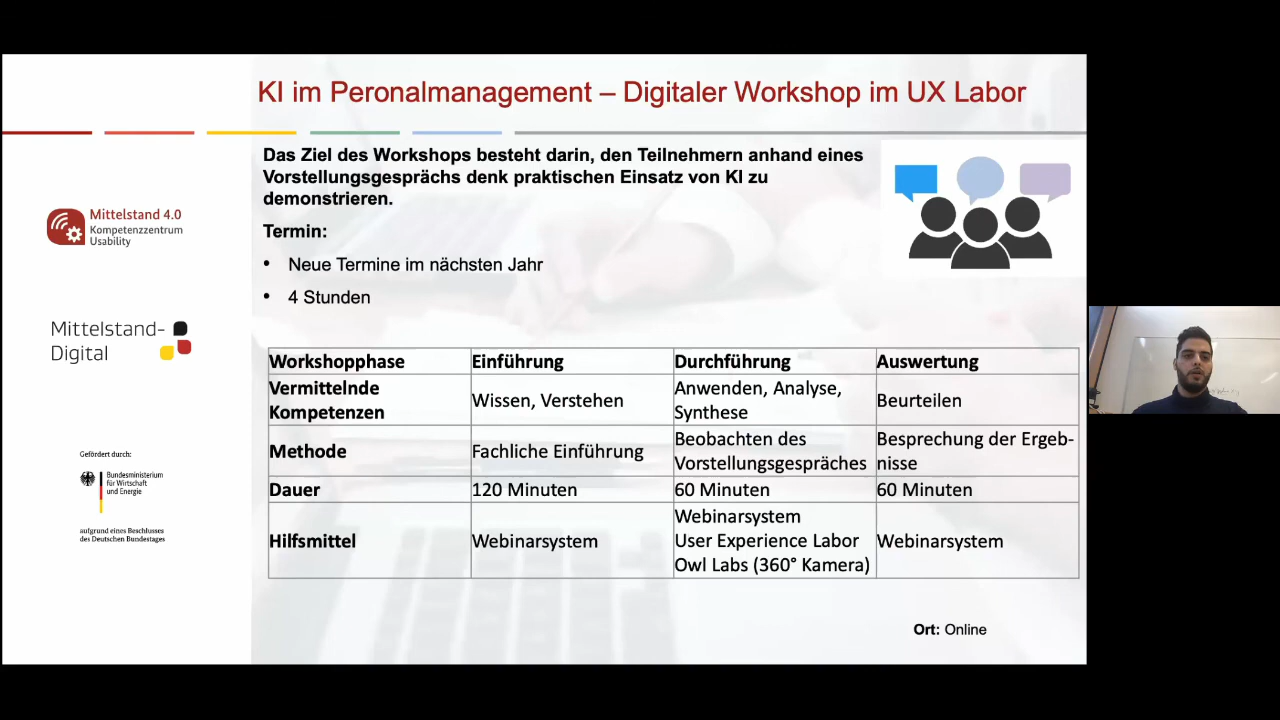 KI im Peronalmanagement – Digitaler Workshop im UX Labor
Das Ziel des Workshops besteht darin, den Teilnehmern anhand eines
Vorstellungsgesprächs denk praktischen Einsatz von KI zu
demonstrieren.
Termin:
• Neue Termine im nächsten Jahr
• 4 Stunden
Mittelstand 4.0
Kompetenzzentrum
Usability
Mittelstand-
Digital
Gefördert durch:
Bundesministerium
für Wirtschaft
und Energie
aufgrund eines Beschlusses
des Deutschen Bundestages
Workshopphase Einführung Durchführung Auswertung
Vermittelnde
Kompetenzen
Wissen, Verstehen
Anwenden, Analyse,
Synthese
Beurteilen
Methode
Fachliche Einführung
Beobachten des
Vorstellungsgespräches
Besprechung der Ergeb-
nisse
Dauer 120 Minuten 60 Minuten 60 Minuten
Hilfsmittel
Webinarsystem
Webinarsystem
User Experience Labor
Owl Labs (360° Kamera)
Webinarsystem
Ort: Online